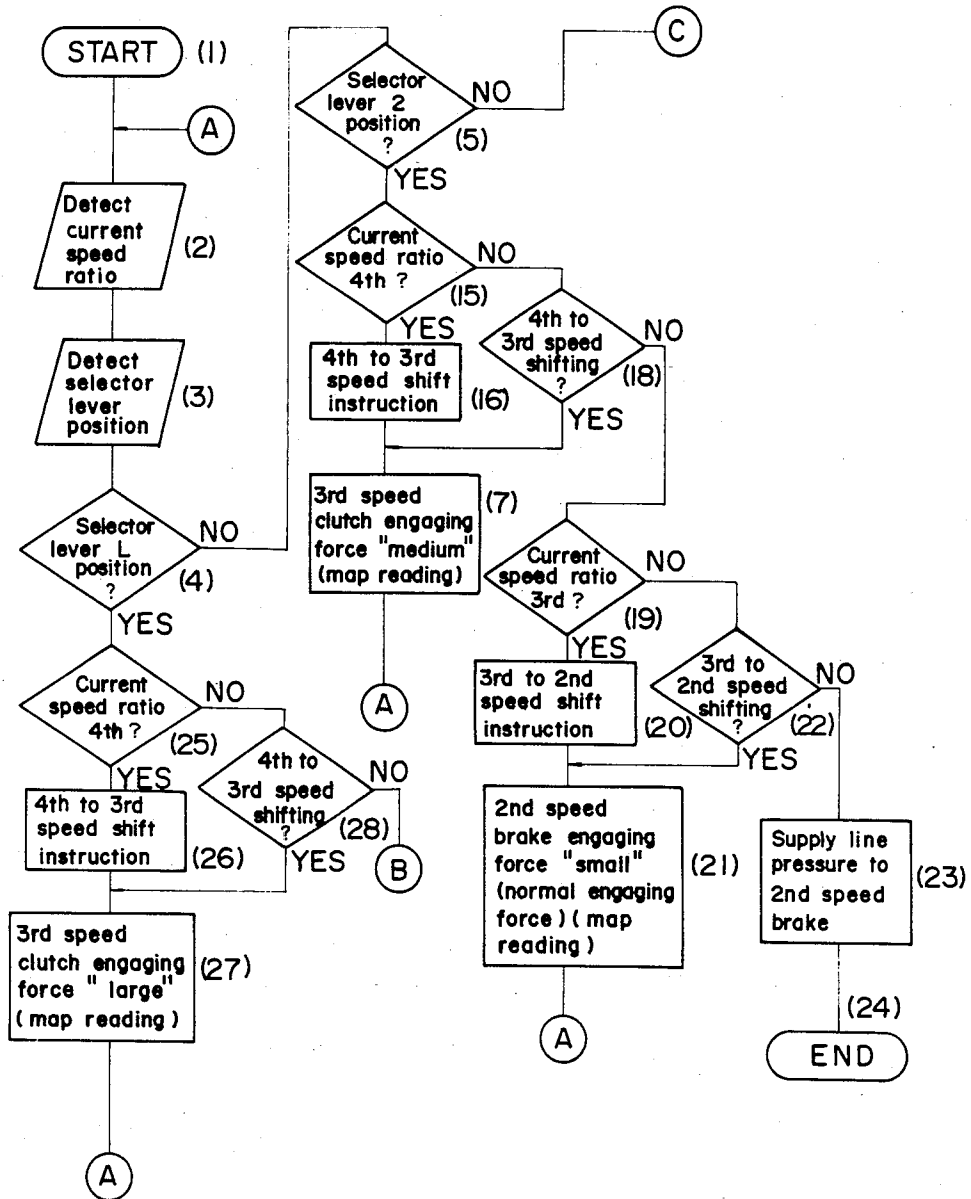 START (1)
A
Detect
current
speed
ratio
(2)
Detect
selector
lever
position
(3)
Selector
lever L
position
?
(4)
NO
YES
Current
speed ratio
4th ?
(25)
NO
YES
4th to 3rd
speed shift
instruction
(26)
4th to
3rd speed
shifting
?
(28)
NO
YES
B
3rd speed
clutch engaging
force "large"
(map reading)
(27)
A
Selector
lever 2
position
?
(5)
NO
C
YES
Current
speed ratio
4th ?
(15)
NO
YES
4th to 3rd
speed shift
instruction
(16)
4th to
3rd speed
shifting
?
(18)
NO
YES
3rd speed
clutch engaging
force "medium"
(map reading)
(7)
A
Current
speed ratio
3rd ?
(19)
NO
YES
3rd to 2nd
speed shift
instruction
(20)
3rd to
2nd speed
shifting
?
(22)
NO
YES
2nd speed
brake engaging
force "small"
(normal engaging
force) (map
reading)
(21)
A
Supply line
pressure to
2nd speed
brake
(23)
(24)
END